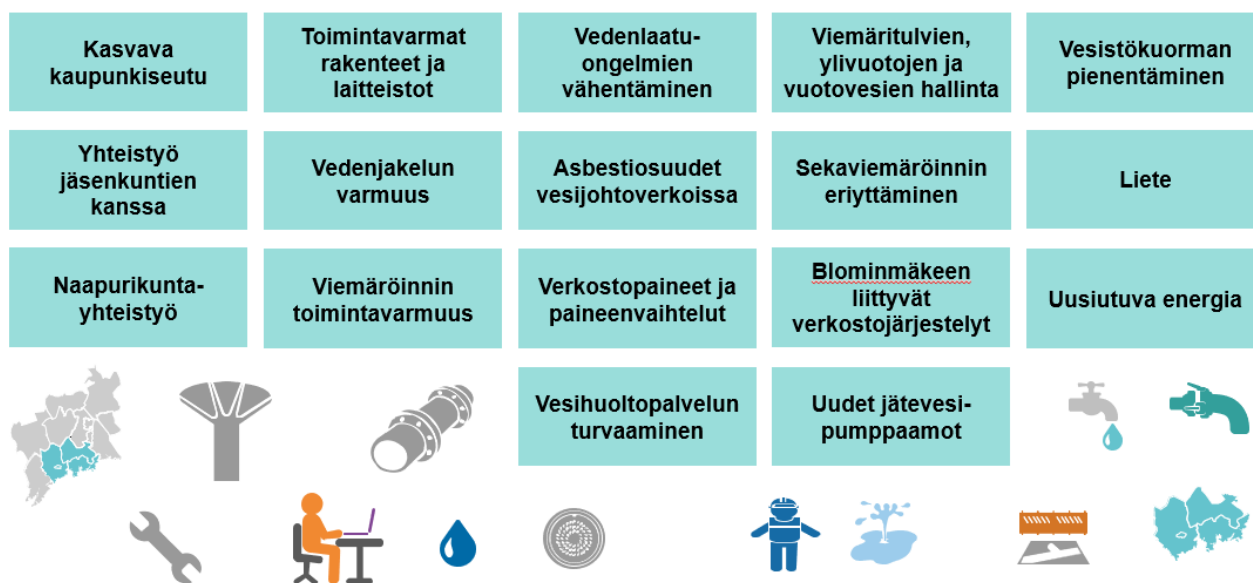 Kasvava
kaupunkiseutu
Toimintavarmat
rakenteet ja
laitteistot
Vedenlaatu-
ongelmien
vähentäminen
Viemäritulvien,
ylivuotojen ja
vuotovesien hallinta
Vesistökuorman
pienentäminen
Yhteistyö
jäsenkuntien
kanssa
Vedenjakelun
varmuus
Asbestiosuudet
vesijohtoverkoissa
Sekaviemäröinnin
eriyttäminen
Liete
Naapurikunta-
yhteistyö
Viemäröinnin
toimintavarmuus
Verkostopaineet ja
paineenvaihtelut
Blominmäkeen
liittyvät
verkostojärjestelyt
Uusiutuva energia
Vesihuoltopalvelun
turvaaminen
Uudet jätevesi-
pumppaamot